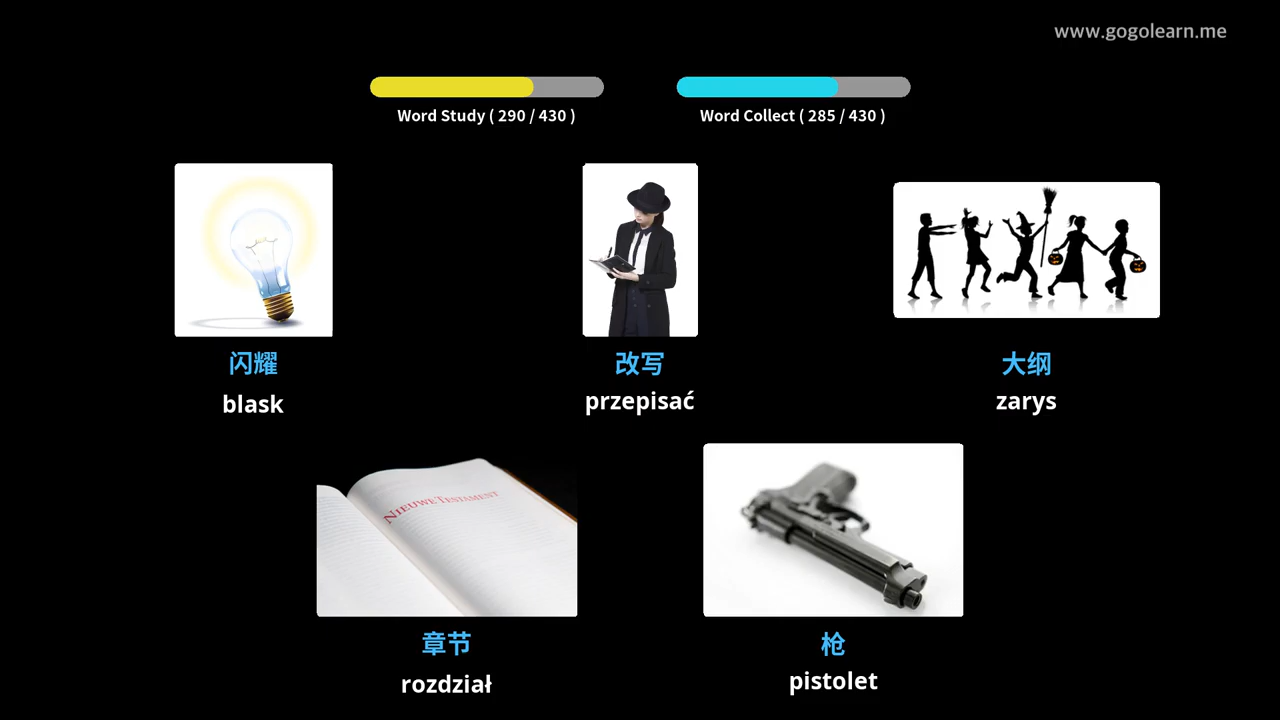 www.gogolearn.me
Word Study ( 290 / 430 )
Word Collect ( 285 / 430 )
闪耀
blask
改写
przepisać
大纲
zarys
NIEUWE TESTAMENT
章节
rozdział
枪
pistolet